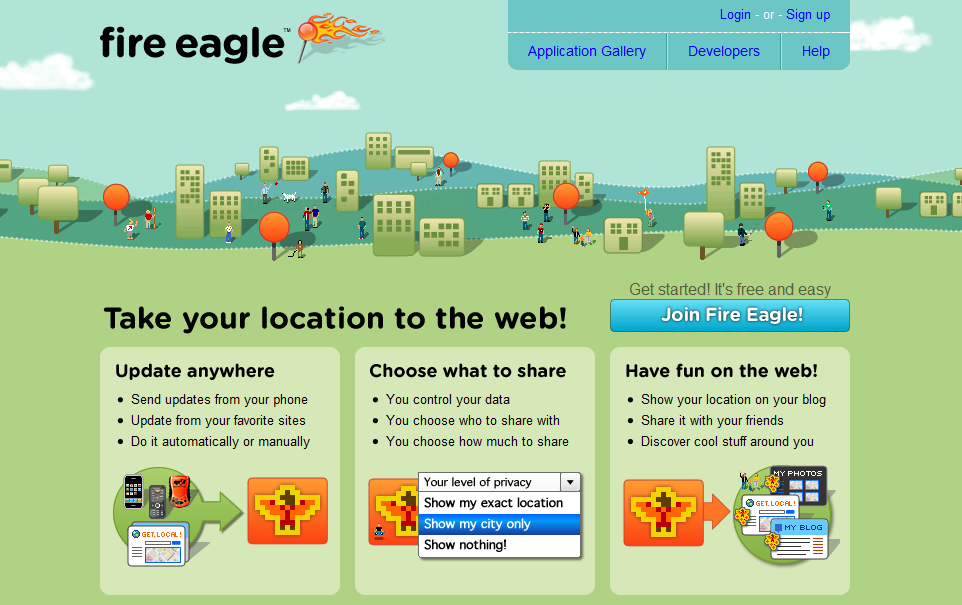 fire eagle™
Login - or - Sign up
Application Gallery
Developers
Help
Get started! It's free and easy
Take your location to the web!
Join Fire Eagle!
Update anywhere
Send updates from your phone
Update from your favorite sites
Do it automatically or manually
GET LOCAL!
Choose what to share
You control your data
You choose who to share with
You choose how much to share
Your level of privacy
Show my exact location
Show my city only
Show nothing!
Have fun on the web!
Show your location on your blog
Share it with your friends
Discover cool stuff around you
MY PHOTOS
GET LOCAL!
MY BLOG